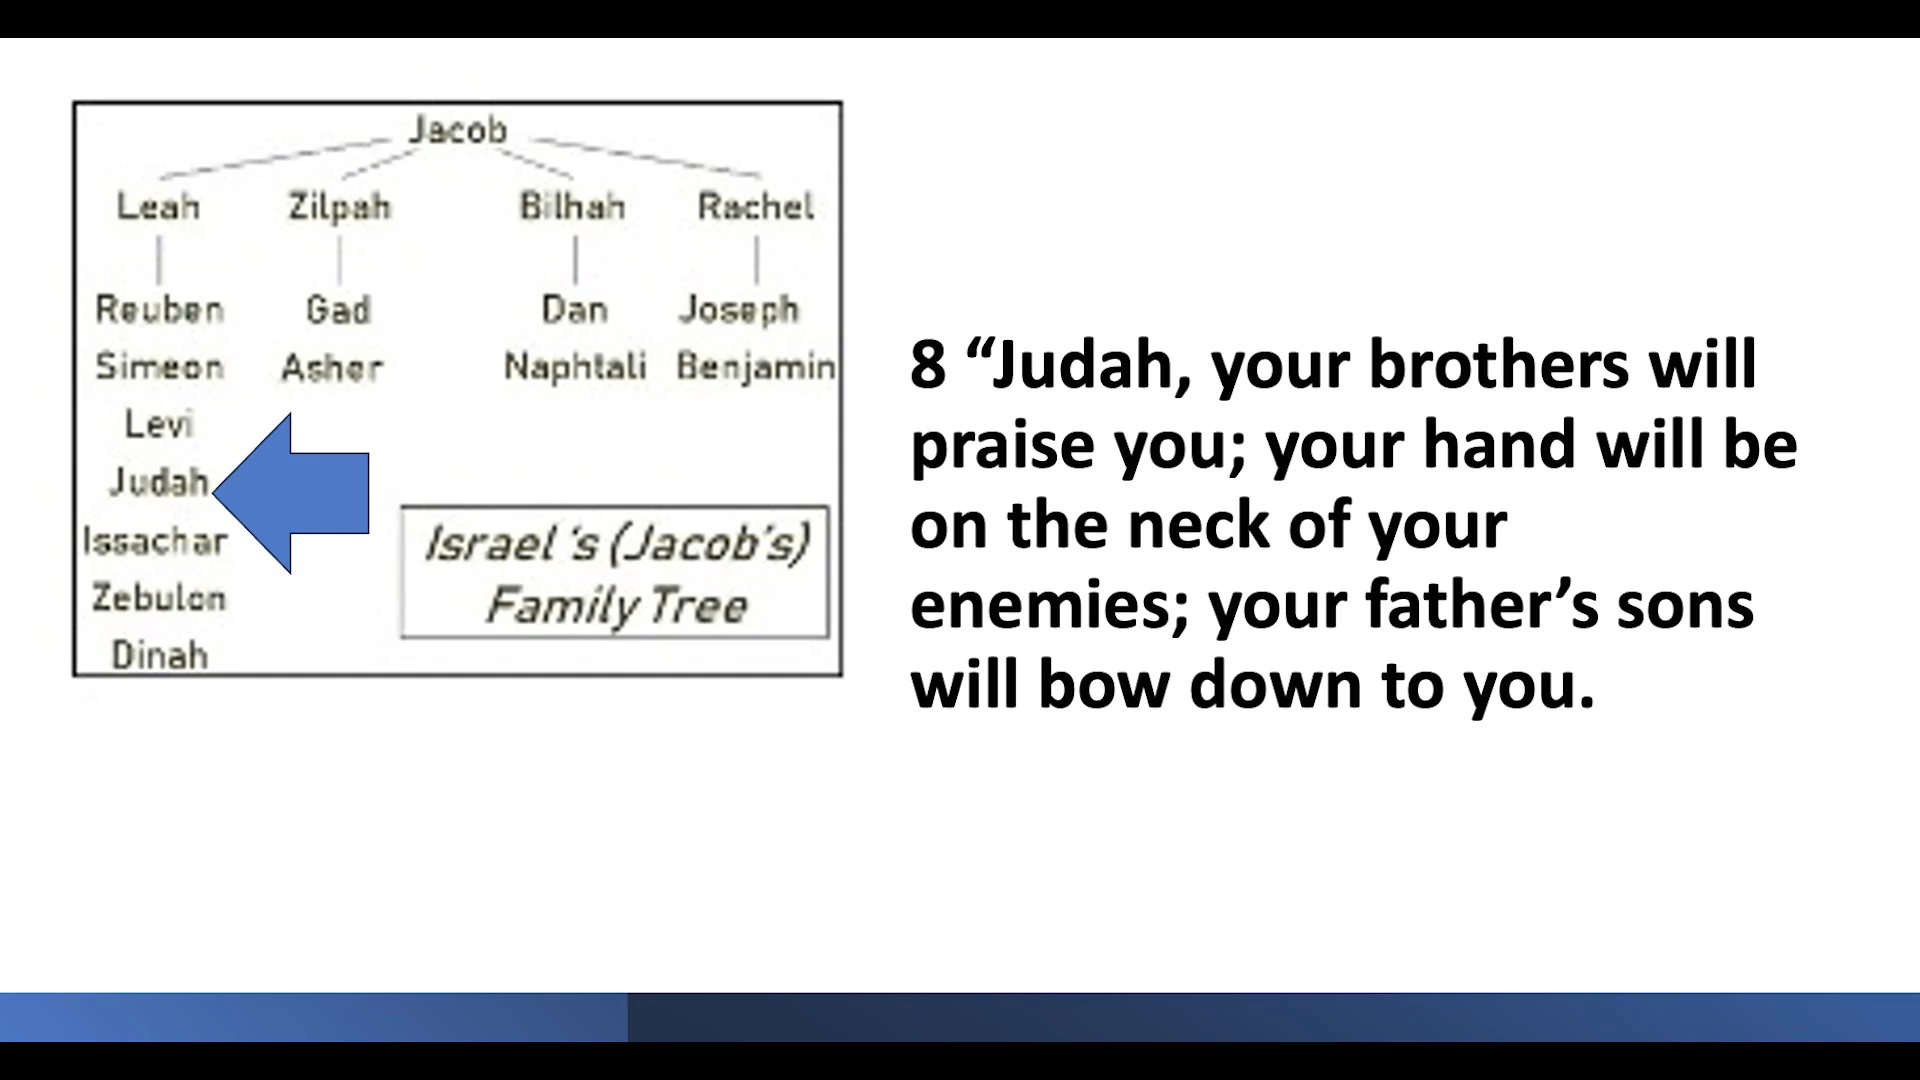 Jacob
Leah Zilpah Bilhah Rachel
Reuben Gad Dan Joseph
Simeon Asher Naphtali Benjamin
Levi
Judah
Issachar
Zebulon
Dinah
Israel 's (Jacob's)
Family Tree
8 “Judah, your brothers will
praise you; your hand will be
on the neck of your
enemies; your father’s sons
will bow down to you.